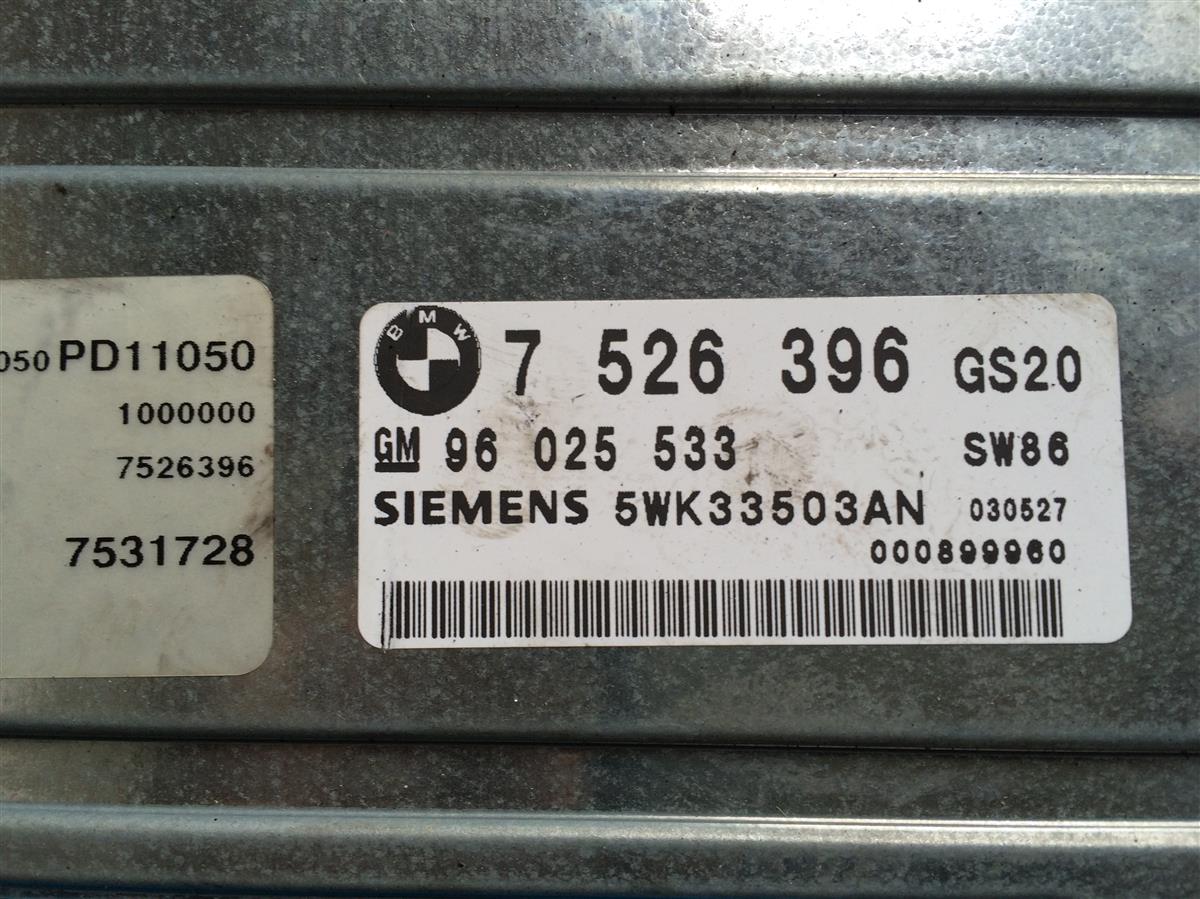 050 PD11050
1000000
7526396
7531728
BMW 7 526 396 GS20
GM 96 025 533 SW86
SIEMENS 5WK33503AN 030527
000899960